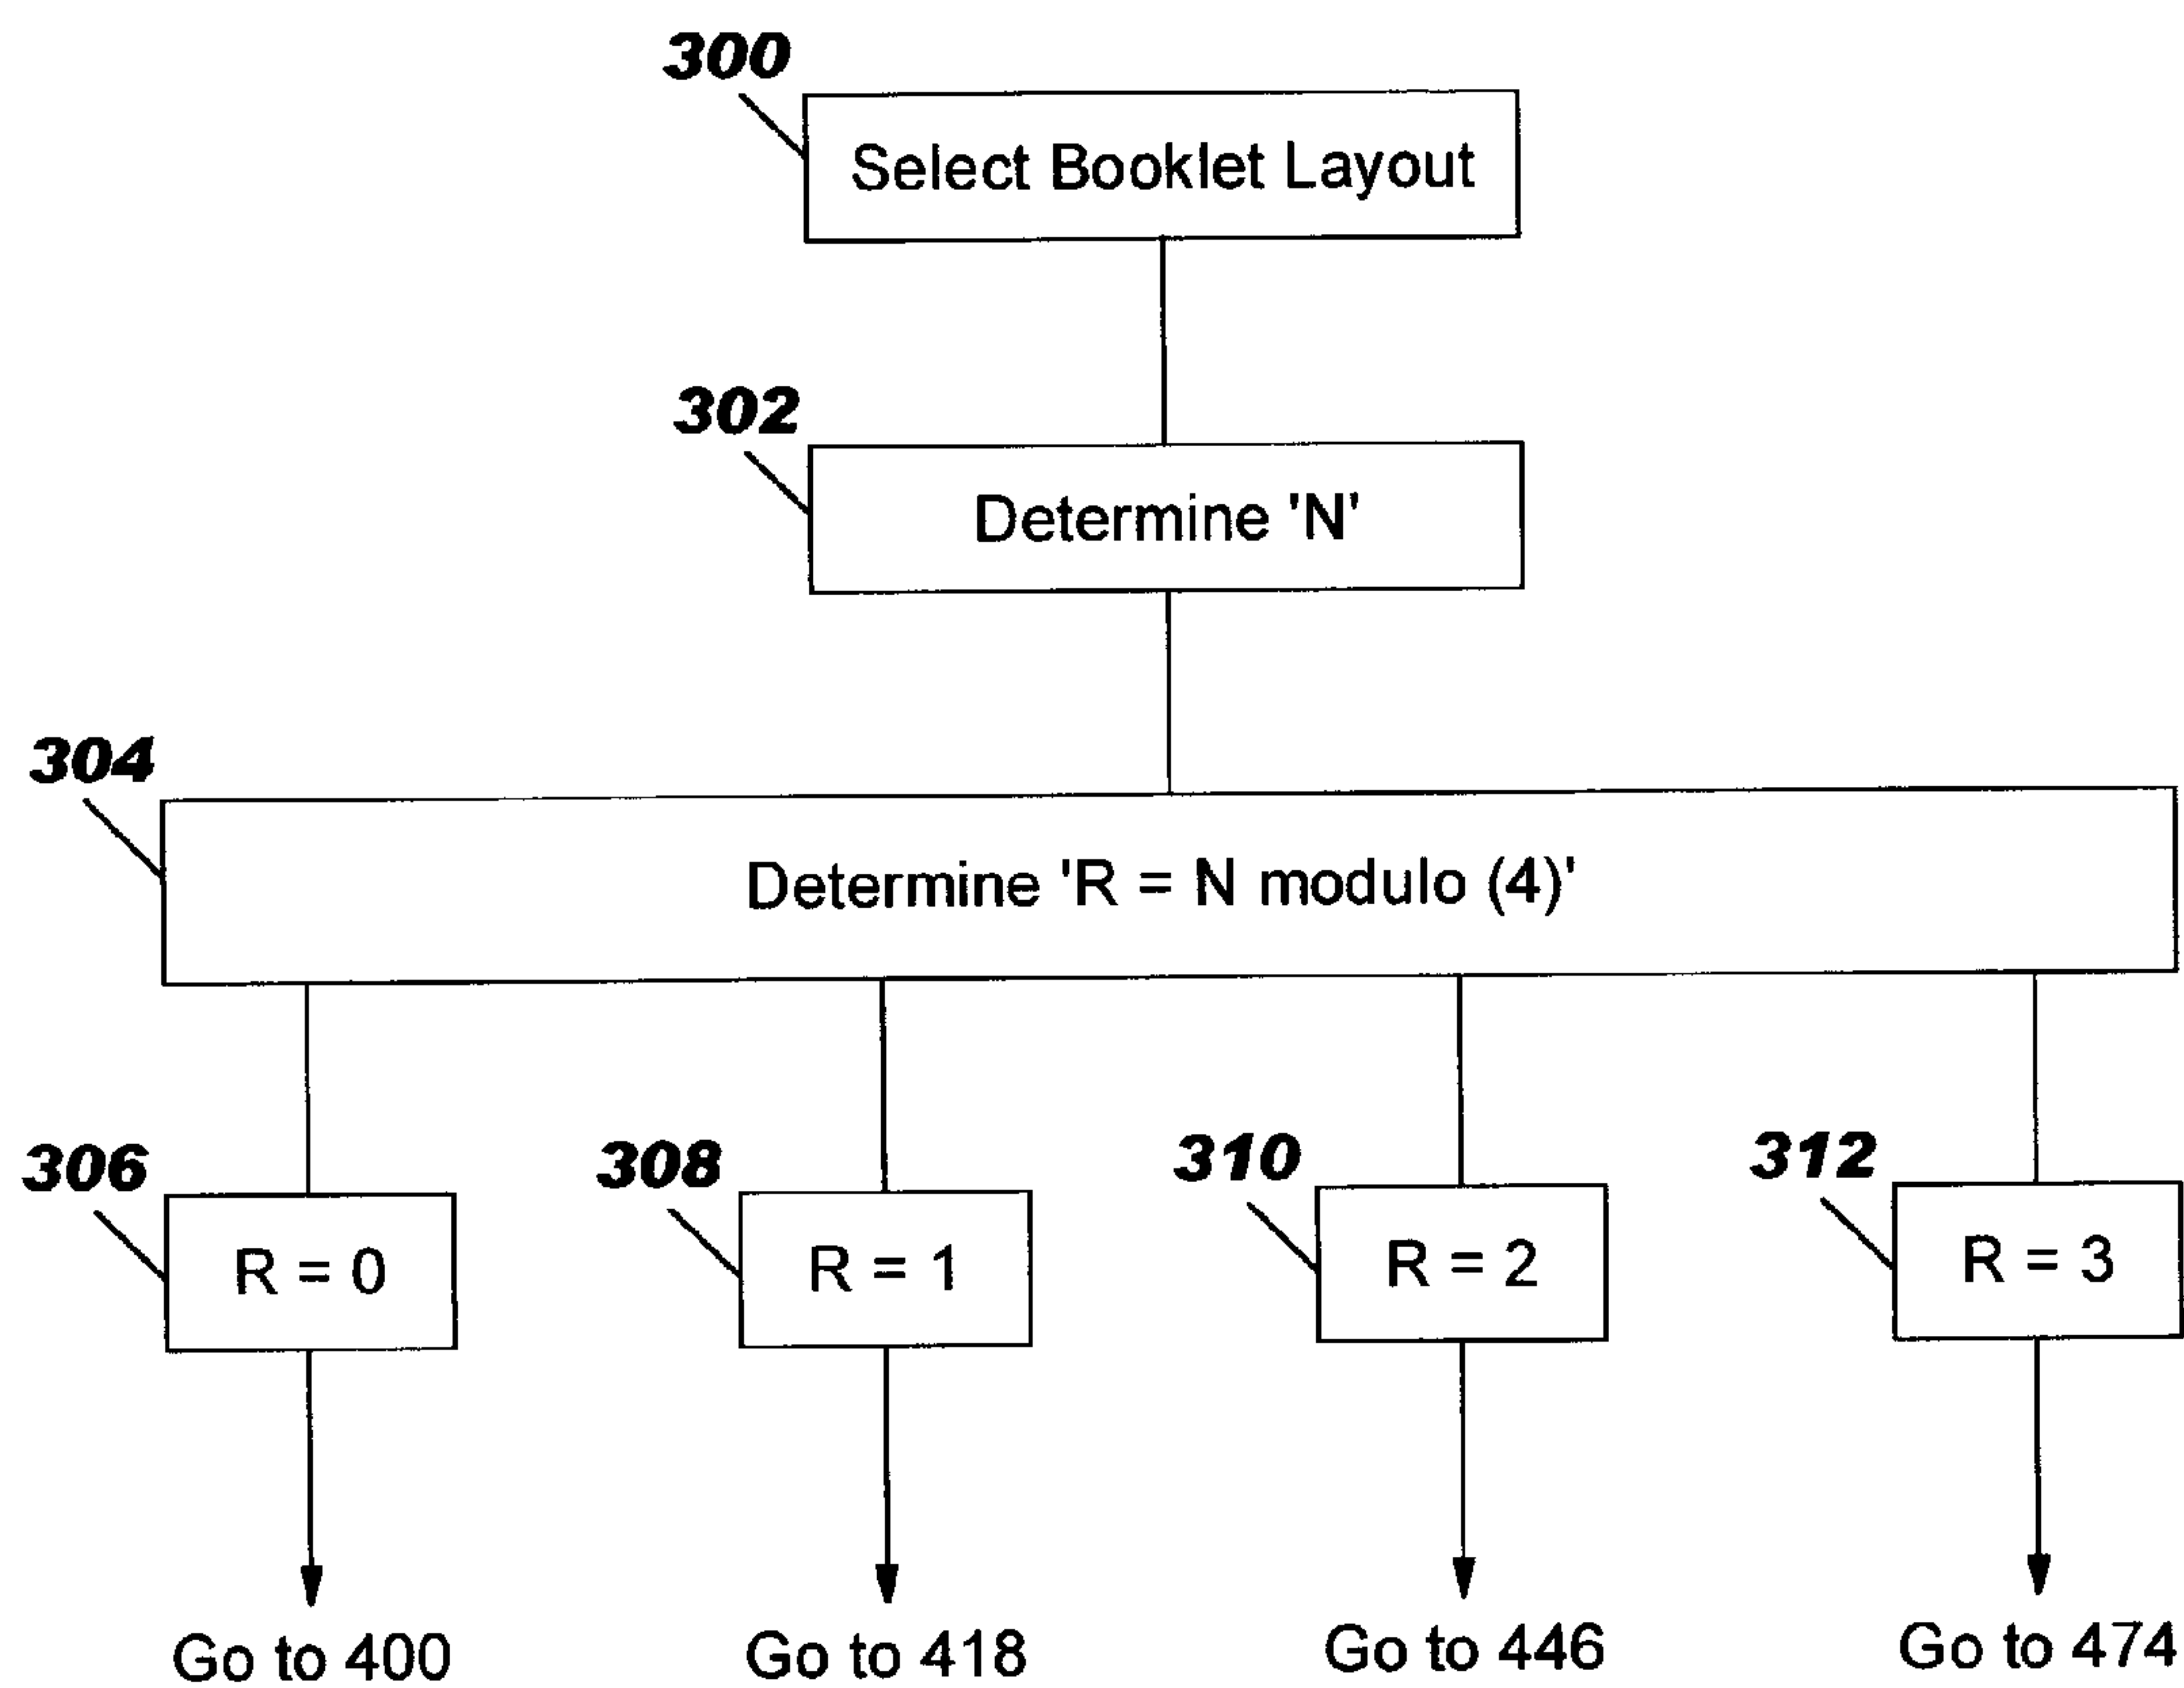 300
Select Booklet Layout
302
Determine 'N'
304
Determine 'R = N modulo (4)'
306
308
310
312
R = 0
R = 1
R = 2
R = 3
Go to 400
Go to 418
Go to 446
Go to 474